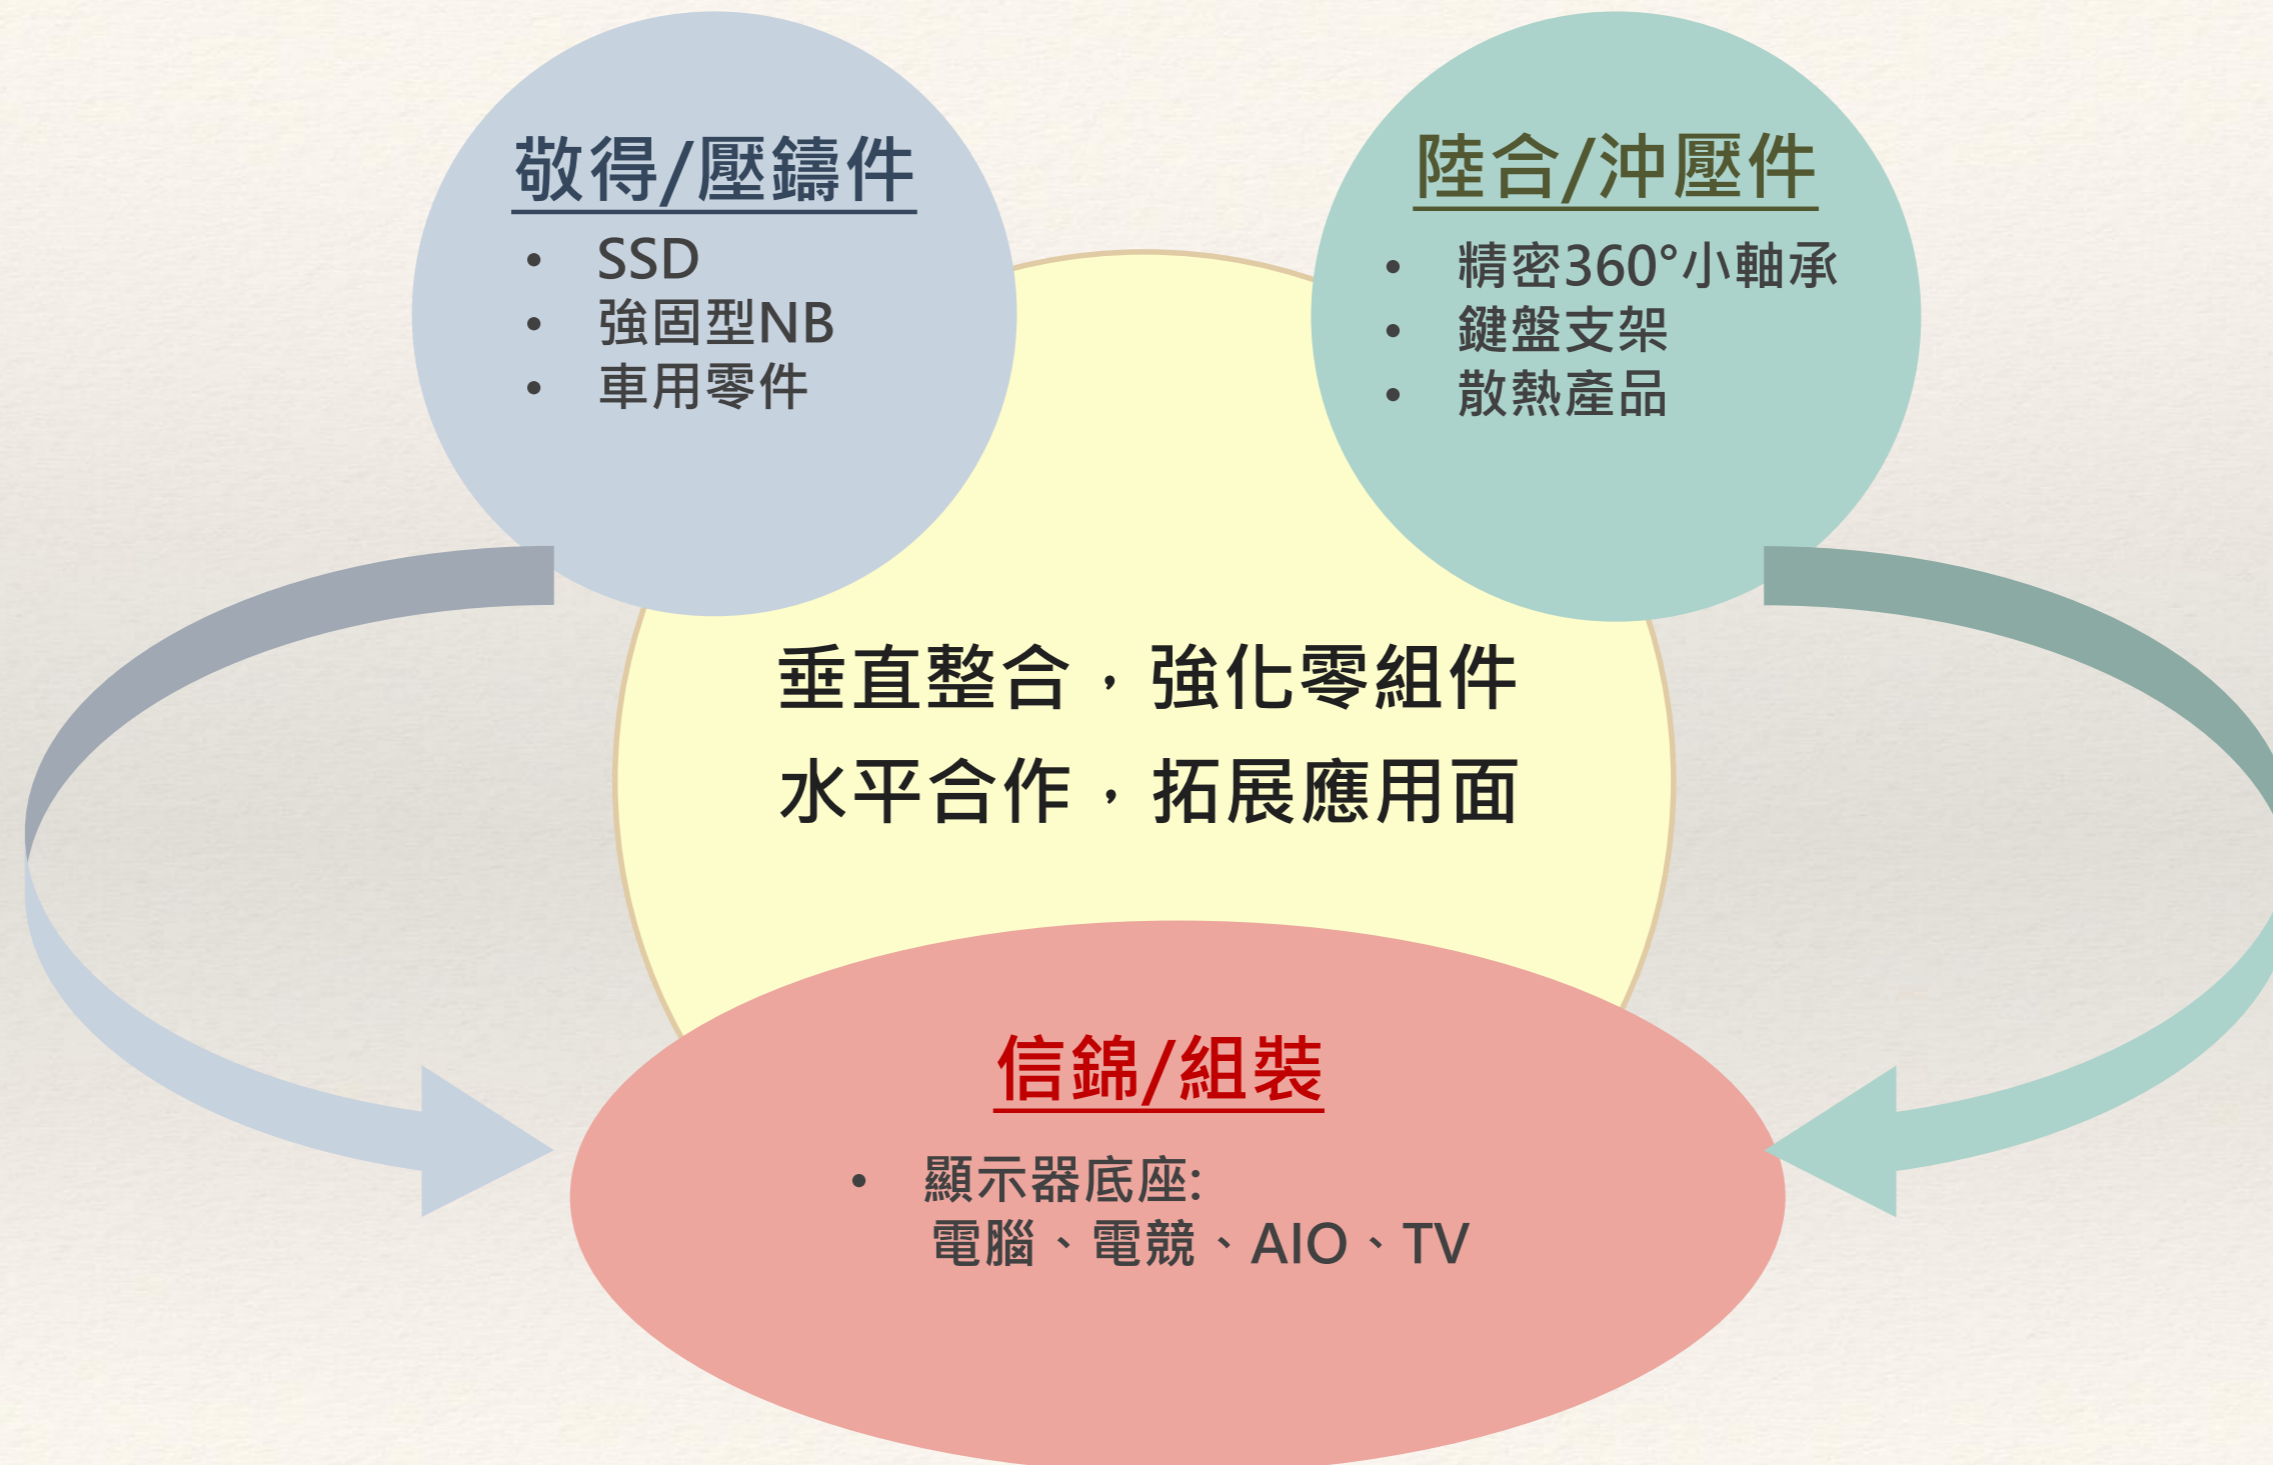 敬得/壓鑄件
• SSD
• 強固型NB
• 車用零件
陸合/沖壓件
• 精密360°小軸承
• 鍵盤支架
• 散熱產品
垂直整合，強化零組件
水平合作，拓展應用面
信錦/組裝
• 顯示器底座:
電腦、電競、AIO、TV